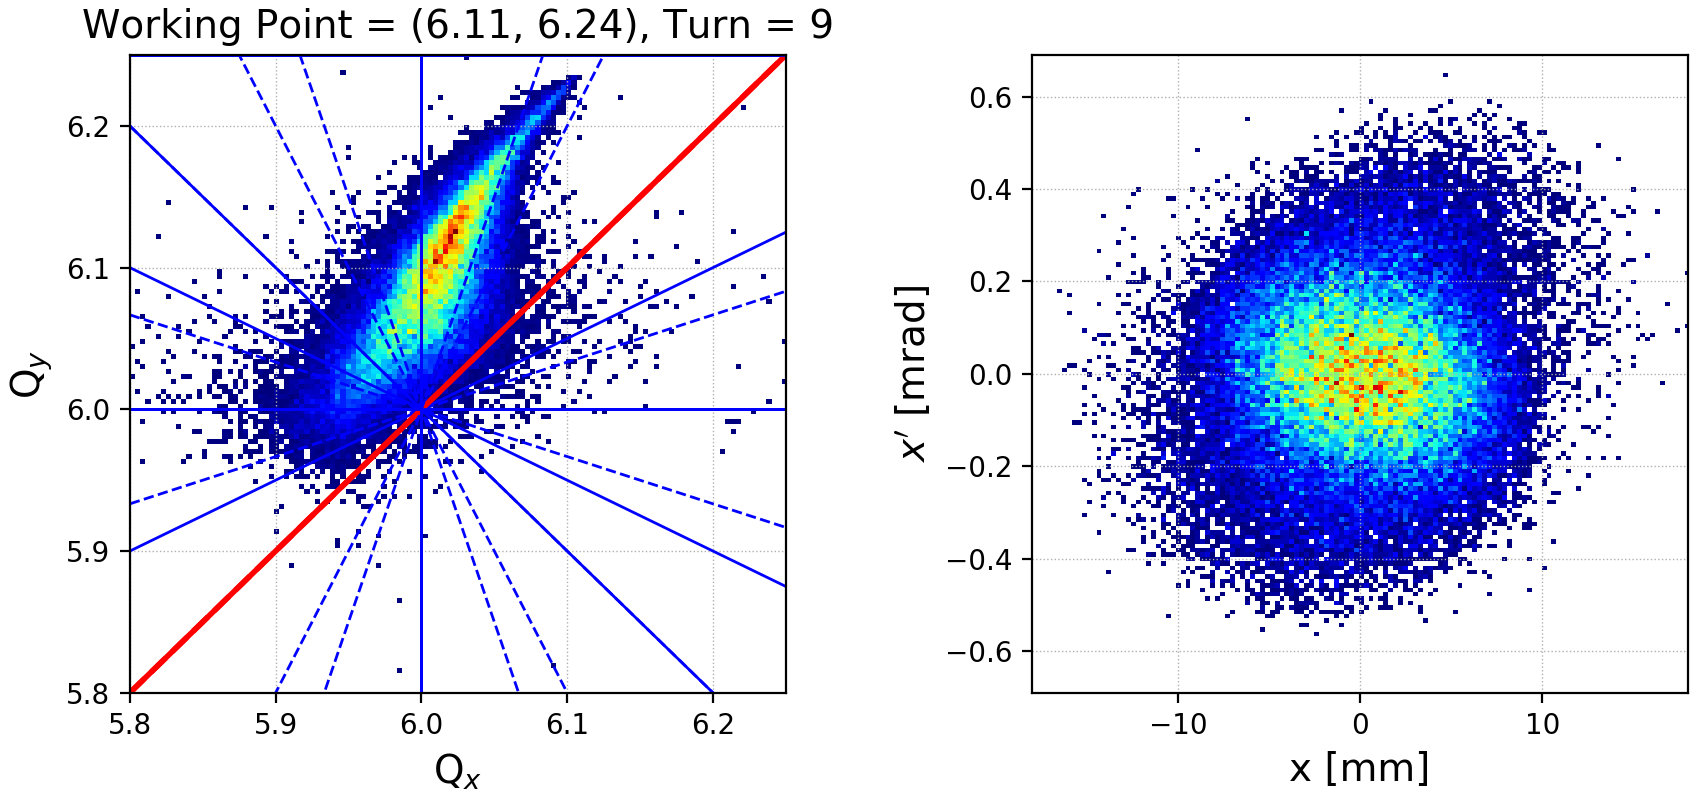 Working Point = (6.11, 6.24), Turn = 9
6.2
6.1
6.0
5.9
5.8
Q_y
5.8 5.9 6.0 6.1 6.2
Q_x
0.6
0.4
0.2
0.0
−0.2
−0.4
−0.6
x′ [mrad]
−10 0 10
x [mm]